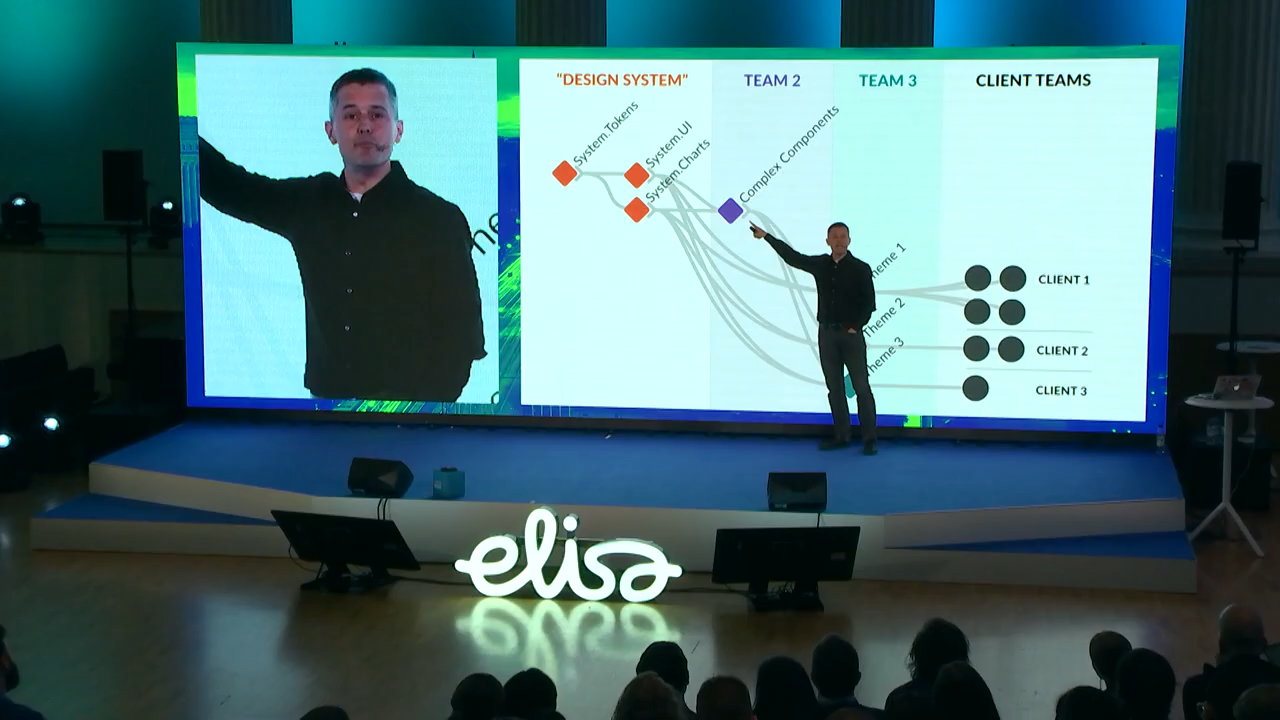 "DESIGN SYSTEM"
TEAM 2
TEAM 3
CLIENT TEAMS
System.Tokens
System.UI
System.Charts
Complex Components
heme 1
Theme 2
Theme 3
CLIENT 1
CLIENT 2
CLIENT 3
elisa